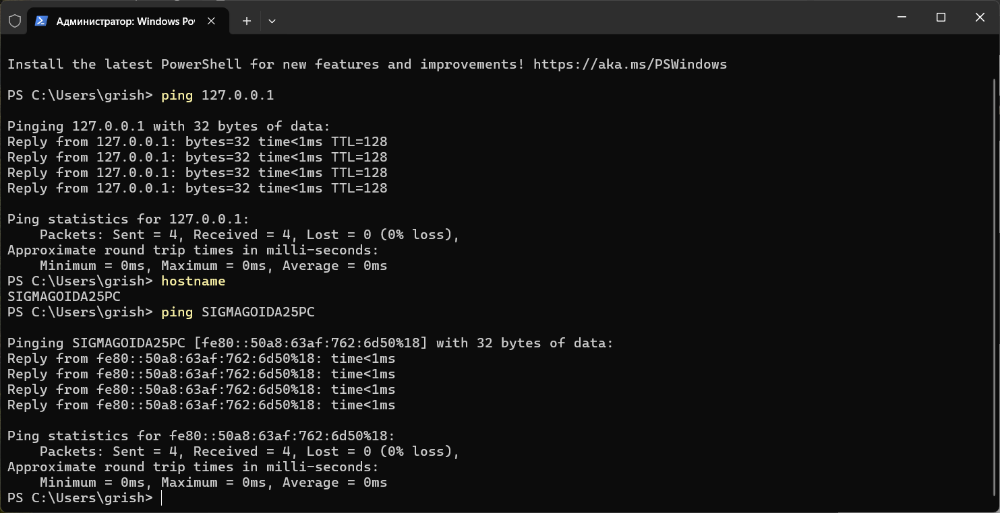 Администратор: Windows Po
Install the latest PowerShell for new features and improvements! https://aka.ms/PSWindows
PS C:\Users\grish> ping 127.0.0.1
Pinging 127.0.0.1 with 32 bytes of data:
Reply from 127.0.0.1: bytes=32 time<1ms TTL=128
Reply from 127.0.0.1: bytes=32 time<1ms TTL=128
Reply from 127.0.0.1: bytes=32 time<1ms TTL=128
Reply from 127.0.0.1: bytes=32 time<1ms TTL=128
Ping statistics for 127.0.0.1:
    Packets: Sent = 4, Received = 4, Lost = 0 (0% loss),
Approximate round trip times in milli-seconds:
    Minimum = 0ms, Maximum = 0ms, Average = 0ms
PS C:\Users\grish> hostname
SIGMAGOIDA25PC
PS C:\Users\grish> ping SIGMAGOIDA25PC
Pinging SIGMAGOIDA25PC [fe80::50a8:63af:762:6d50%18] with 32 bytes of data:
Reply from fe80::50a8:63af:762:6d50%18: time<1ms
Reply from fe80::50a8:63af:762:6d50%18: time<1ms
Reply from fe80::50a8:63af:762:6d50%18: time<1ms
Reply from fe80::50a8:63af:762:6d50%18: time<1ms
Ping statistics for fe80::50a8:63af:762:6d50%18:
    Packets: Sent = 4, Received = 4, Lost = 0 (0% loss),
Approximate round trip times in milli-seconds:
    Minimum = 0ms, Maximum = 0ms, Average = 0ms
PS C:\Users\grish>